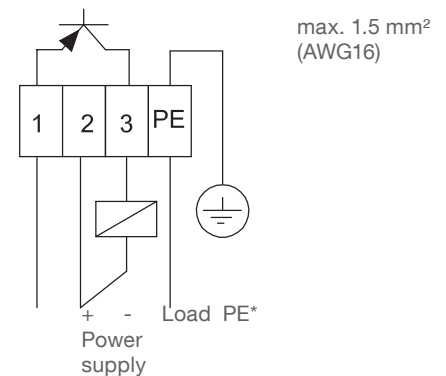 max. 1.5 mm²
(AWG16)
1 2 3 PE
+ - Load PE*
Power
supply